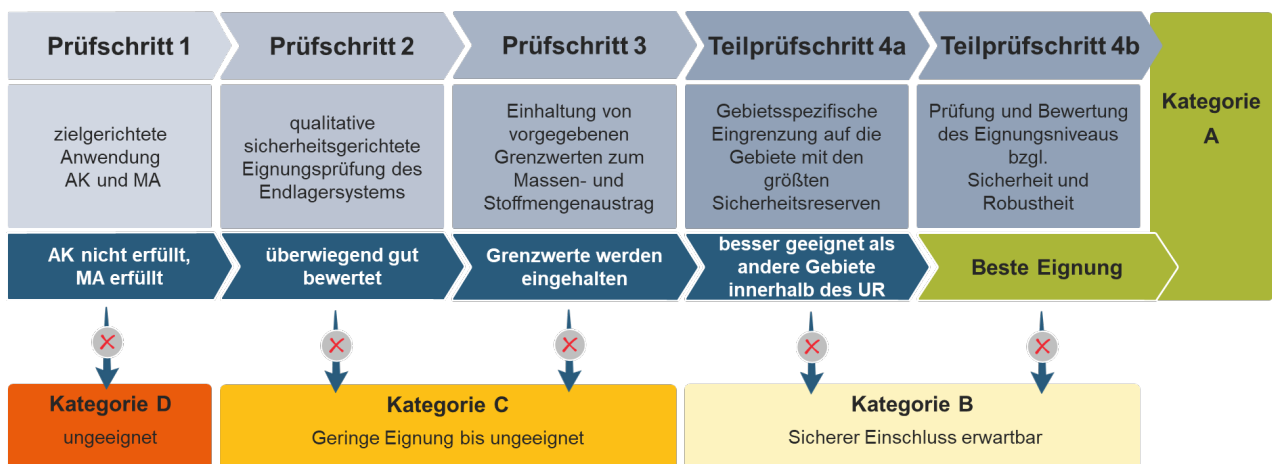 Prüfschritt 1
Prüfschritt 2
Prüfschritt 3
Teilprüfschritt 4a
Teilprüfschritt 4b
Kategorie
A
zielgerichtete
Anwendung
AK und MA
qualitative
sicherheitsgerichtete
Eignungsprüfung des
Endlagersystems
Einhaltung von
vorgegebenen
Grenzwerten zum
Massen- und
Stoffmengenaustrag
Gebietsspezifische
Eingrenzung auf die
Gebiete mit den
größten
Sicherheitsreserven
Prüfung und Bewertung
des Eignungsniveaus
bzgl.
Sicherheit und
Robustheit
AK nicht erfüllt,
MA erfüllt
überwiegend gut
bewertet
Grenzwerte werden
eingehalten
besser geeignet als
andere Gebiete
innerhalb des UR
Beste Eignung
Kategorie D
ungeeignet
Kategorie C
Geringe Eignung bis ungeeignet
Kategorie B
Sicherer Einschluss erwartbar